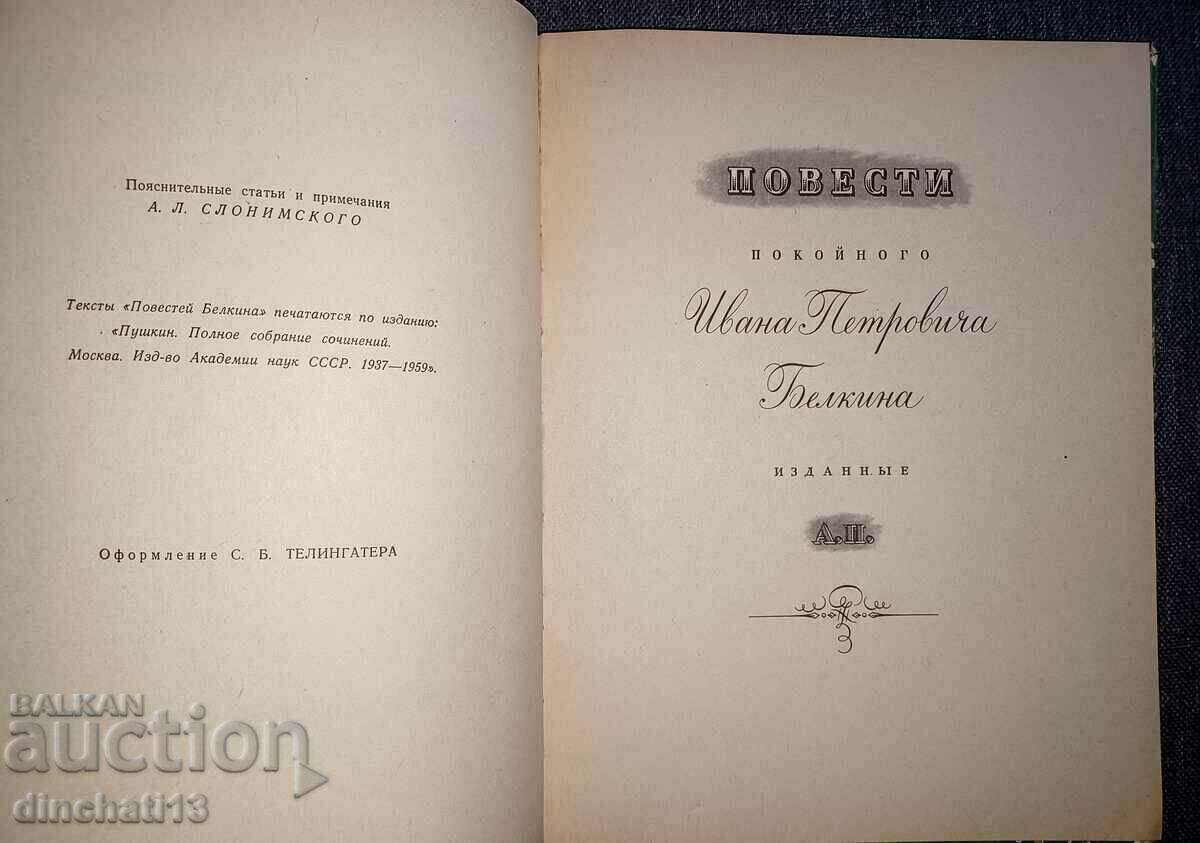 Пояснительные статьи и примечания
А. Л. СЛОНИМСКОГО
Тексты «Повестей Белкина» печатаются по изданию:
«Пушкин. Полное собрание сочинений.
Москва. Изд-во Академии наук СССР. 1937—1959».
Оформление С. Б. ТЕЛИНГАТЕРА
ПОВЕСТИ
ПОКОЙНОГО
Ивана Петровича
Белкина
ИЗДАННЫЕ
А.П.
BALKAN
auction
dinchati13